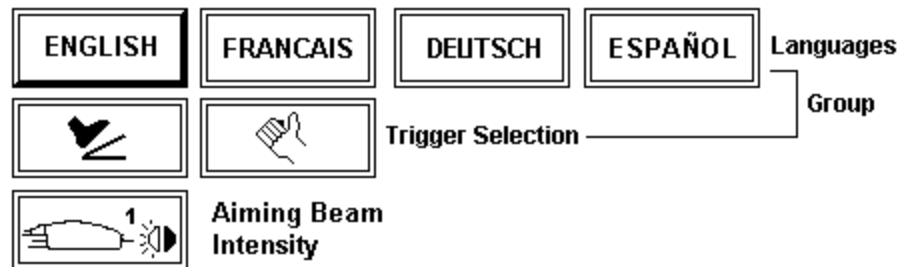 ENGLISH FRANCAIS DEUTSCH ESPAÑOL Languages
Group
Trigger Selection
1 Aiming Beam
Intensity